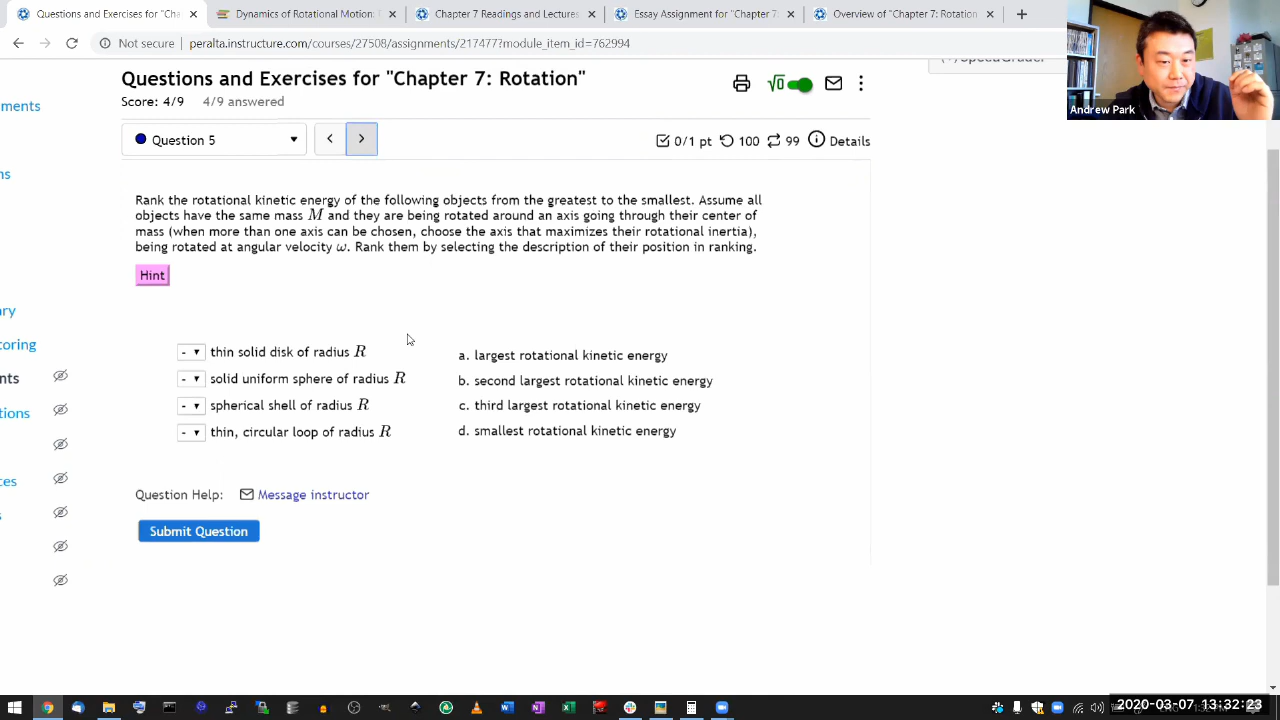 Questions and Exercises for "Cha
Dynamics of Rotational Motion: I
Chapter 7 Readings and Lectures
Essay Assignment for "Chapter 7:
Overview of "Chapter 7: Rotation
Not secure | peralta.instructure.com/courses/27008/assignments/217477?module_item_id=762994
Questions and Exercises for "Chapter 7: Rotation"
Score: 4/9 4/9 answered
Question 5
0/1 pt 100 99 Details
Rank the rotational kinetic energy of the following objects from the greatest to the smallest. Assume all
objects have the same mass M and they are being rotated around an axis going through their center of
mass (when more than one axis can be chosen, choose the axis that maximizes their rotational inertia),
being rotated at angular velocity ω. Rank them by selecting the description of their position in ranking.
Hint
- thin solid disk of radius R
- solid uniform sphere of radius R
- spherical shell of radius R
- thin, circular loop of radius R
a. largest rotational kinetic energy
b. second largest rotational kinetic energy
c. third largest rotational kinetic energy
d. smallest rotational kinetic energy
Question Help: Message instructor
Submit Question
ments
ns
ry
toring
nts
tions
ces
s
Andrew Park
2020-03-07 13:32:23